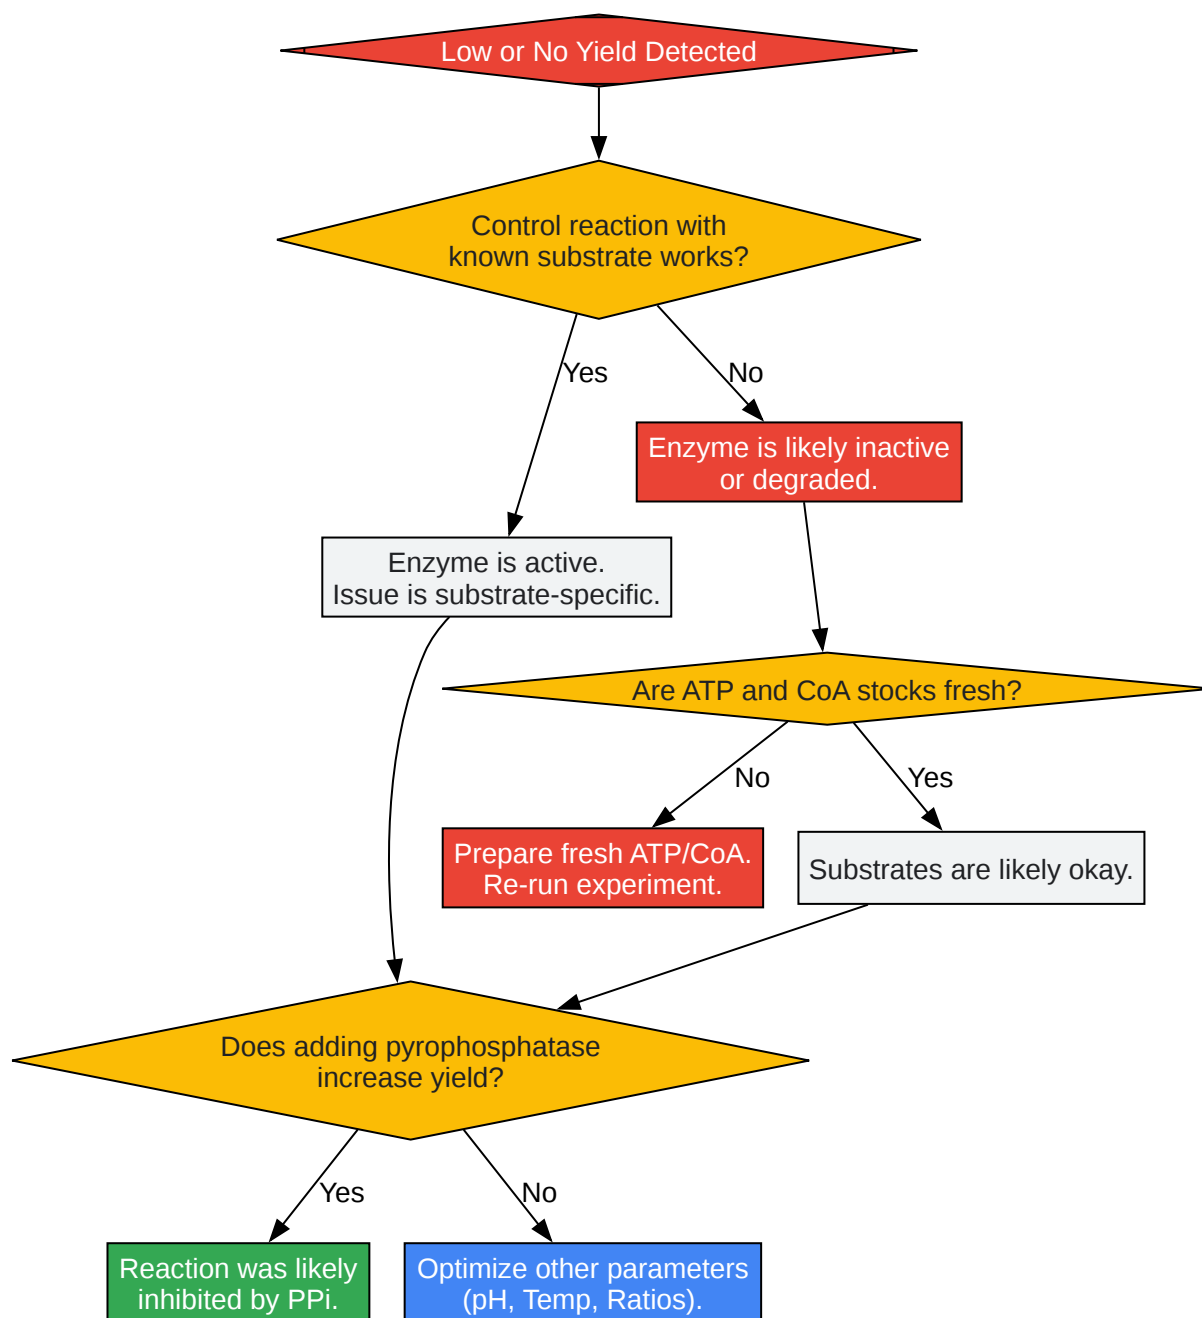 Low or No Yield Detected
Control reaction with
known substrate works?
Yes
No
Enzyme is likely inactive
or degraded.
Enzyme is active.
Issue is substrate-specific.
Are ATP and CoA stocks fresh?
No
Yes
Prepare fresh ATP/CoA.
Re-run experiment.
Substrates are likely okay.
Does adding pyrophosphatase
increase yield?
Yes
No
Reaction was likely
inhibited by PPi.
Optimize other parameters
(pH, Temp, Ratios).